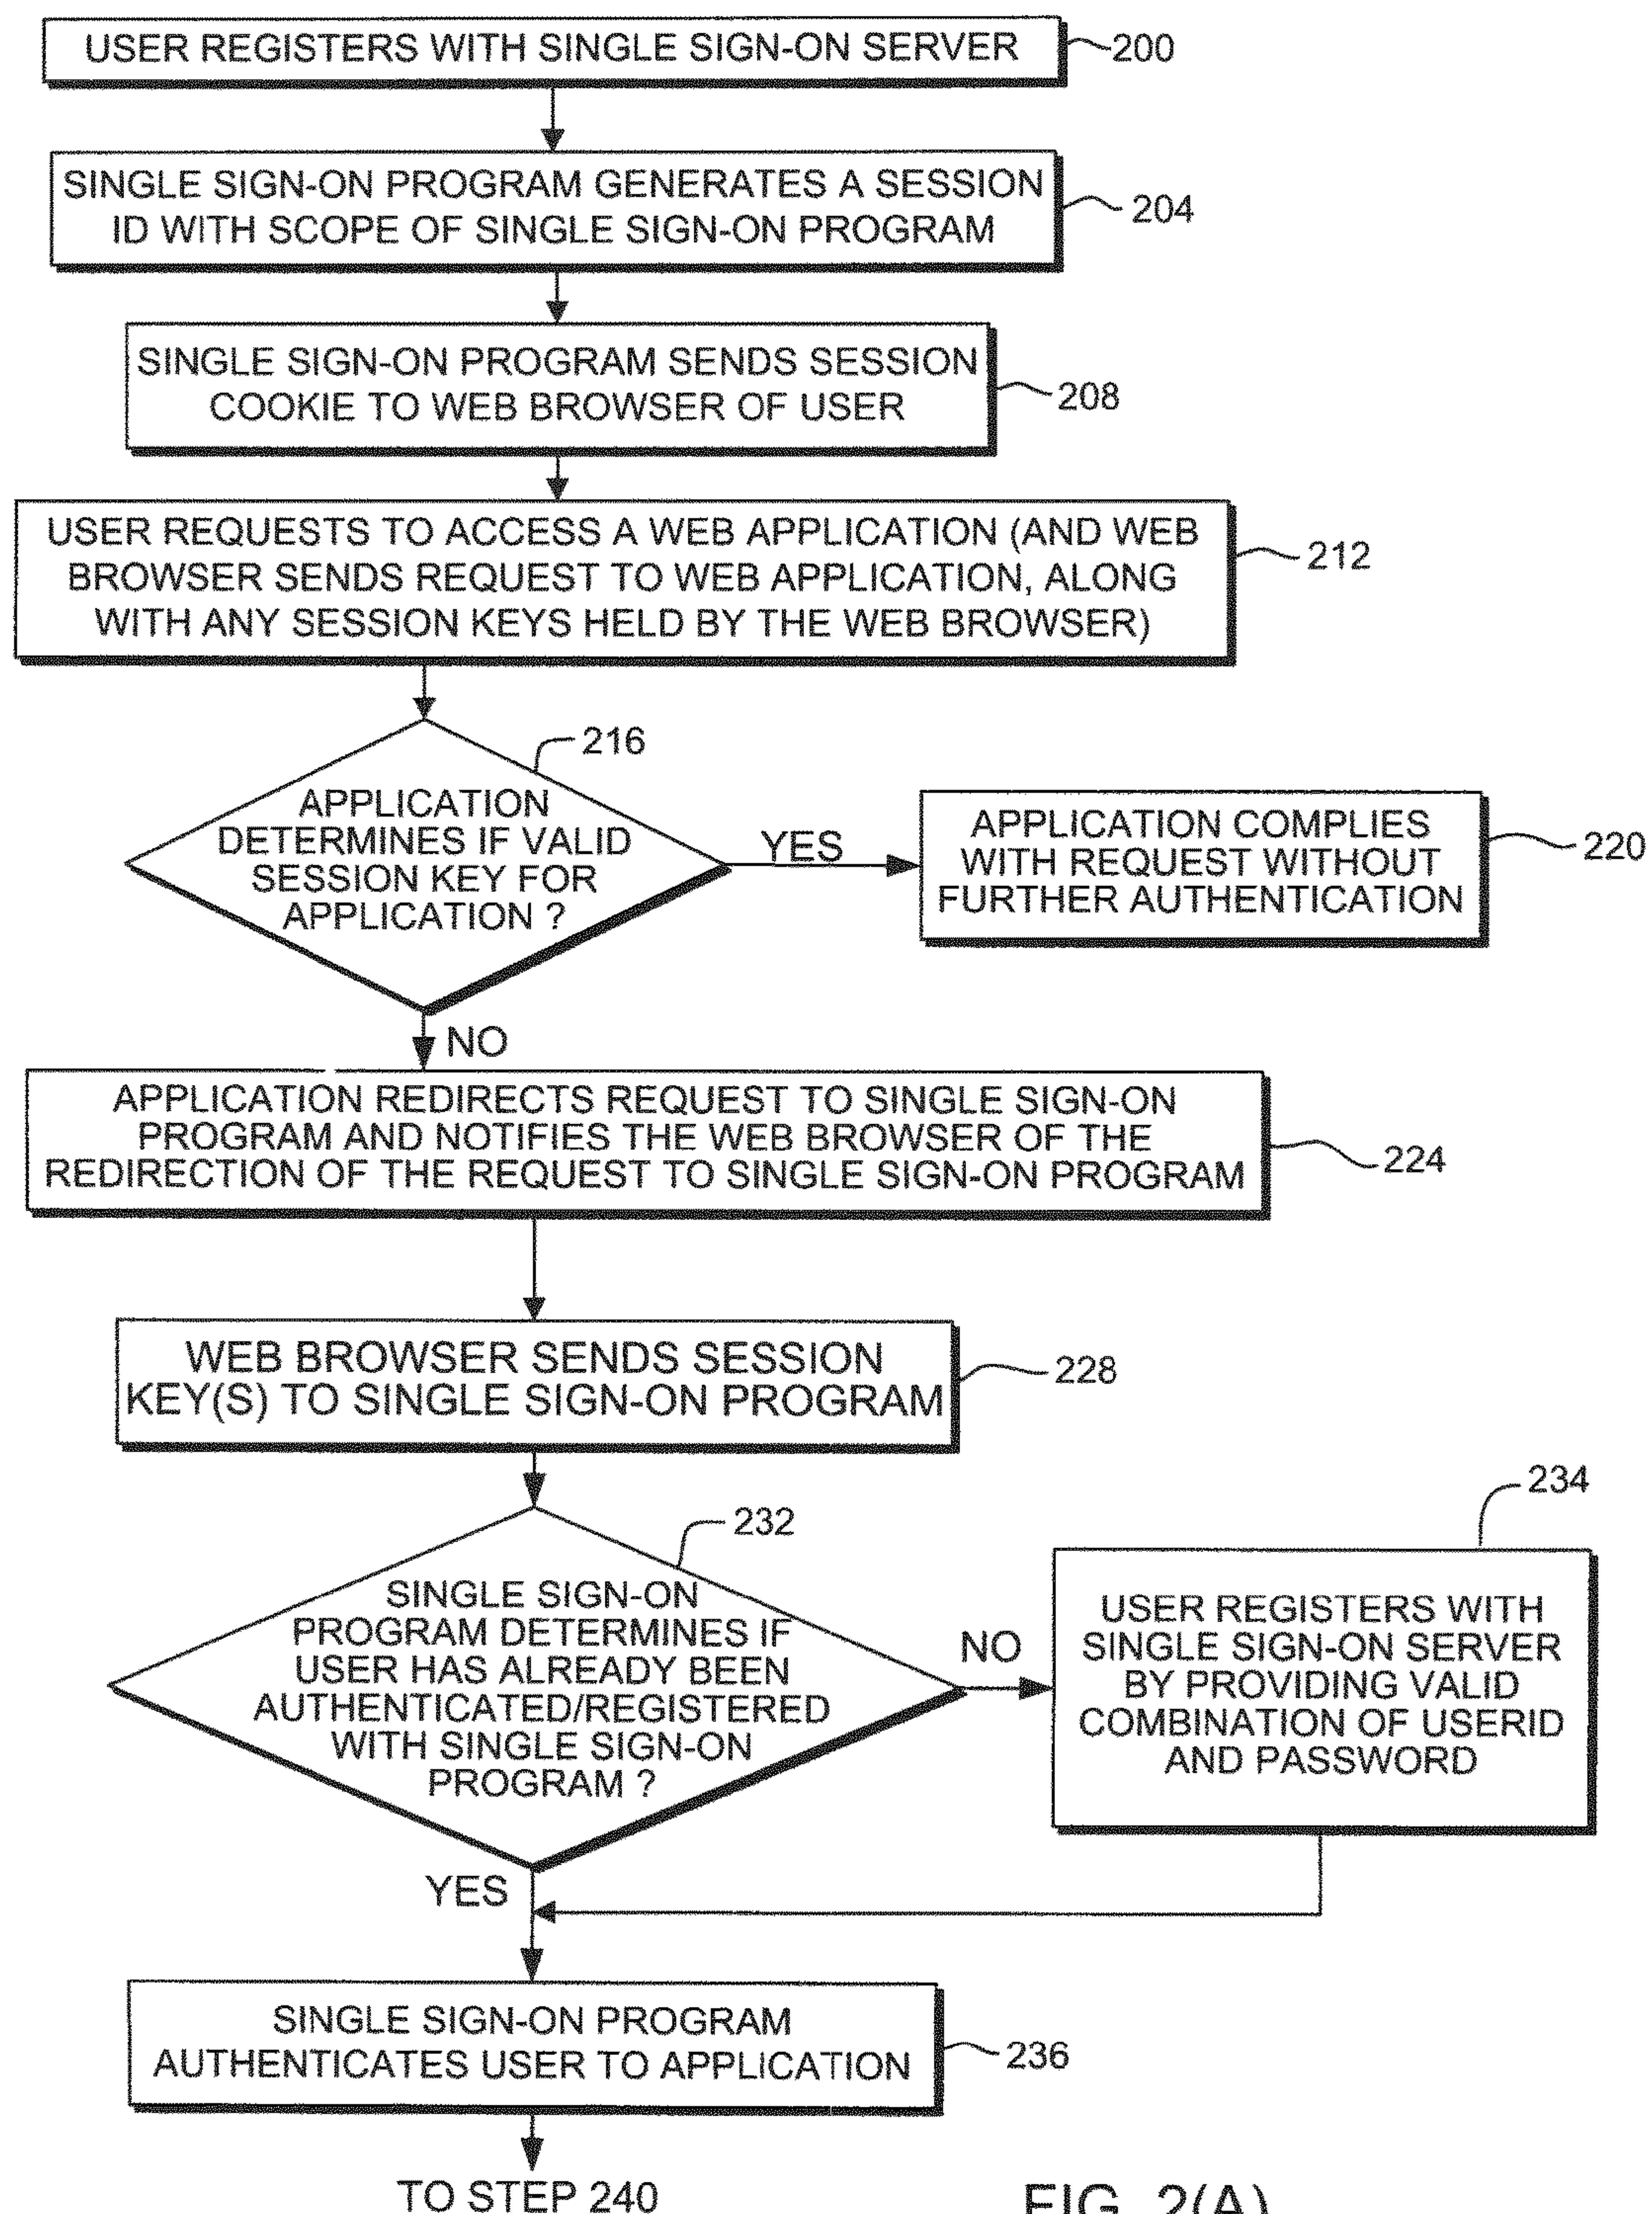 USER REGISTERS WITH SINGLE SIGN-ON SERVER
200
SINGLE SIGN-ON PROGRAM GENERATES A SESSION
ID WITH SCOPE OF SINGLE SIGN-ON PROGRAM
204
SINGLE SIGN-ON PROGRAM SENDS SESSION
COOKIE TO WEB BROWSER OF USER
208
USER REQUESTS TO ACCESS A WEB APPLICATION (AND WEB
BROWSER SENDS REQUEST TO WEB APPLICATION, ALONG
WITH ANY SESSION KEYS HELD BY THE WEB BROWSER)
212
216
APPLICATION
DETERMINES IF VALID
SESSION KEY FOR
APPLICATION ?
YES
APPLICATION COMPLIES
WITH REQUEST WITHOUT
FURTHER AUTHENTICATION
220
NO
APPLICATION REDIRECTS REQUEST TO SINGLE SIGN-ON
PROGRAM AND NOTIFIES THE WEB BROWSER OF THE
REDIRECTION OF THE REQUEST TO SINGLE SIGN-ON PROGRAM
224
WEB BROWSER SENDS SESSION
KEY(S) TO SINGLE SIGN-ON PROGRAM
228
232
SINGLE SIGN-ON
PROGRAM DETERMINES IF
USER HAS ALREADY BEEN
AUTHENTICATED/REGISTERED
WITH SINGLE SIGN-ON
PROGRAM ?
NO
234
USER REGISTERS WITH
SINGLE SIGN-ON SERVER
BY PROVIDING VALID
COMBINATION OF USERID
AND PASSWORD
YES
SINGLE SIGN-ON PROGRAM
AUTHENTICATES USER TO APPLICATION
236
TO STEP 240
FIG. 2(A)